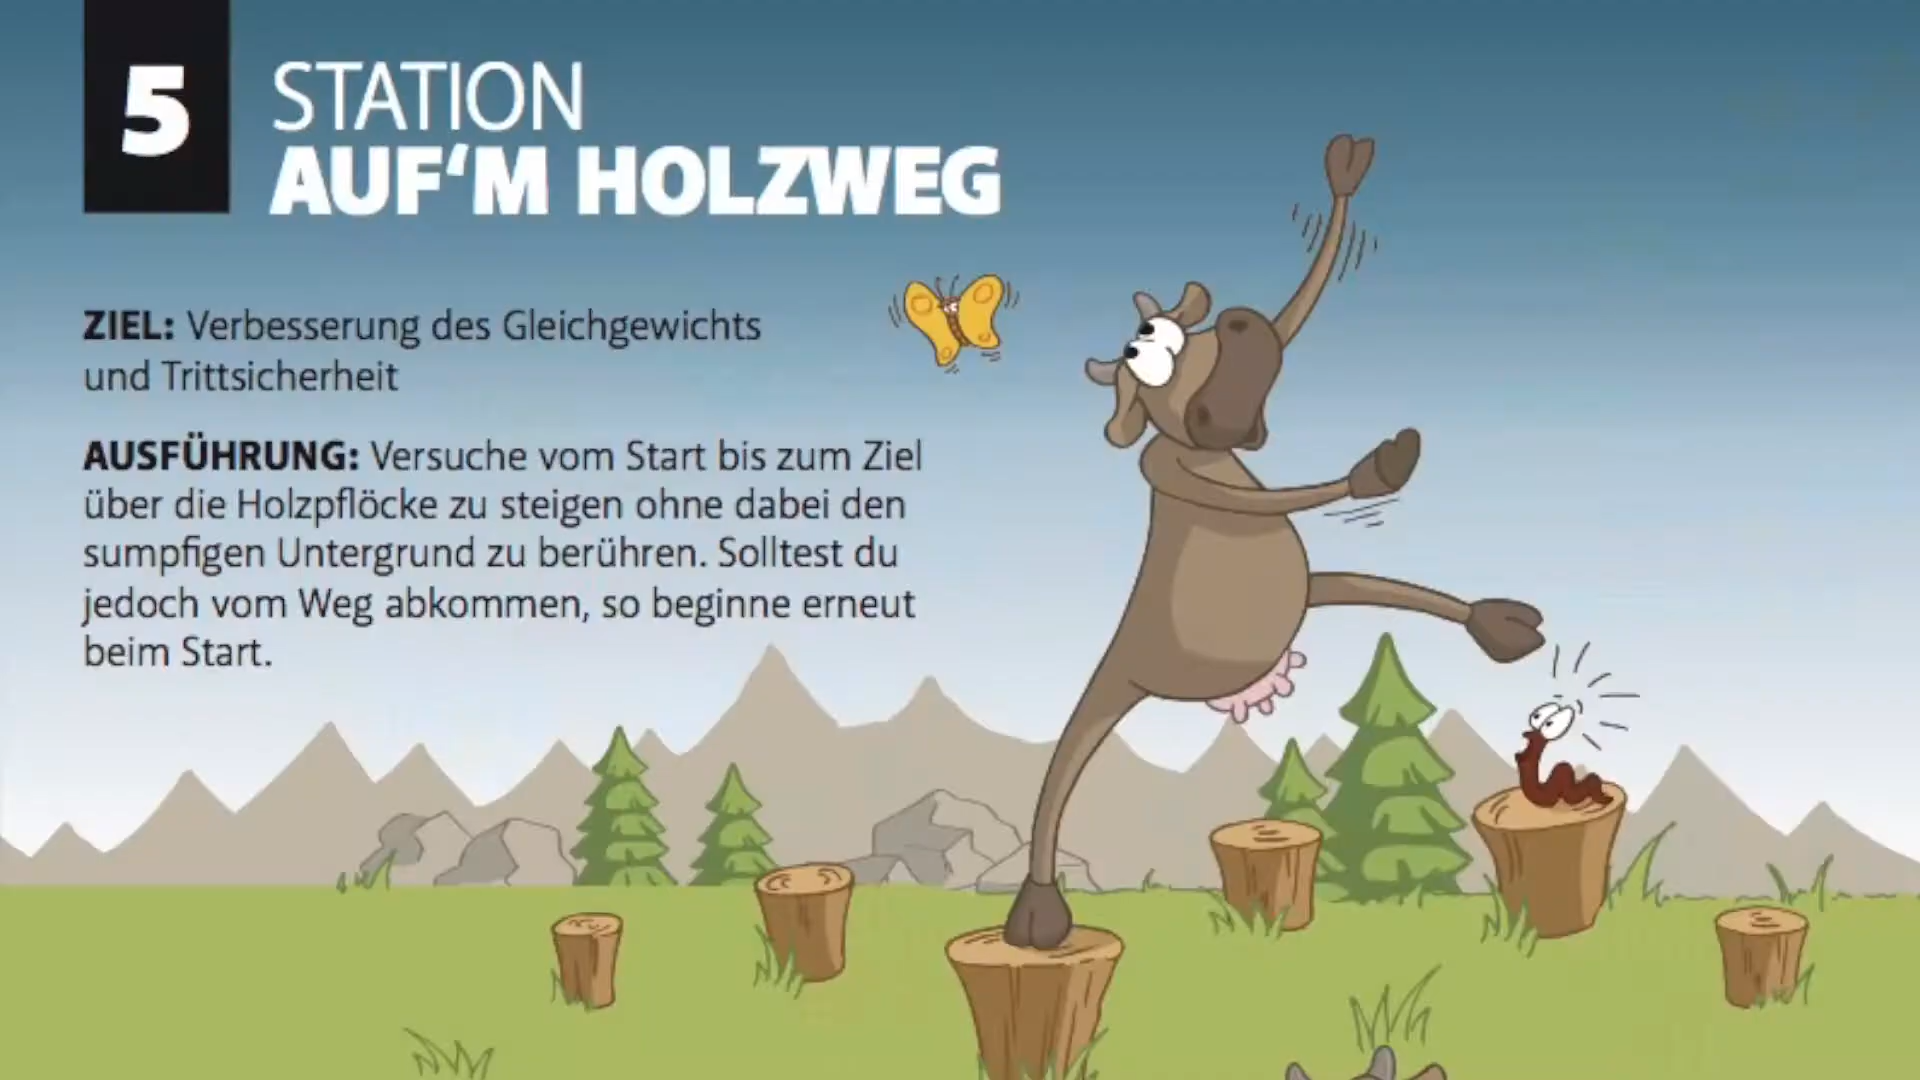 5
STATION
AUF‘M HOLZWEG
ZIEL: Verbesserung des Gleichgewichts
und Trittsicherheit
AUSFÜHRUNG: Versuche vom Start bis zum Ziel
über die Holzpflöcke zu steigen ohne dabei den
sumpfigen Untergrund zu berühren. Solltest du
jedoch vom Weg abkommen, so beginne erneut
beim Start.